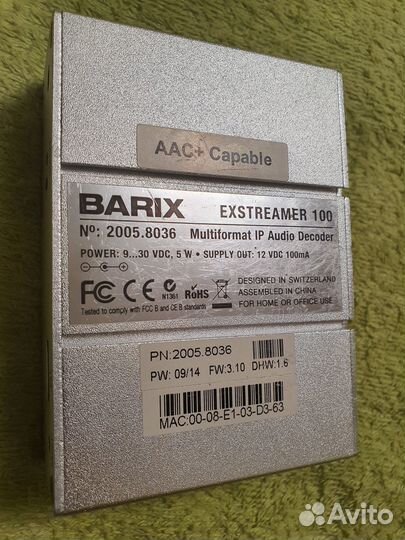 AAC+ Capable
BARIX EXSTREAMER 100
Nº: 2005.8036 Multiformat IP Audio Decoder
POWER: 9...30 VDC, 5 W • SUPPLY OUT: 12 VDC 100mA
FC CE N1361 RoHS
DESIGNED IN SWITZERLAND
ASSEMBLED IN CHINA
FOR HOME OR OFFICE USE
Tested to comply with FCC B and CE B standards
PN:2005.8036
PW: 09/14 FW:3.10 DHW:1.6
MAC:00-08-E1-03-D3-63
Avito